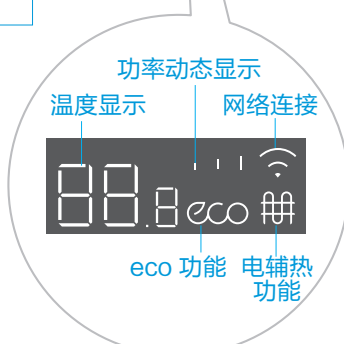 功率动态显示
温度显示 网络连接
88.8 eco
eco 功能 电辅热
功能